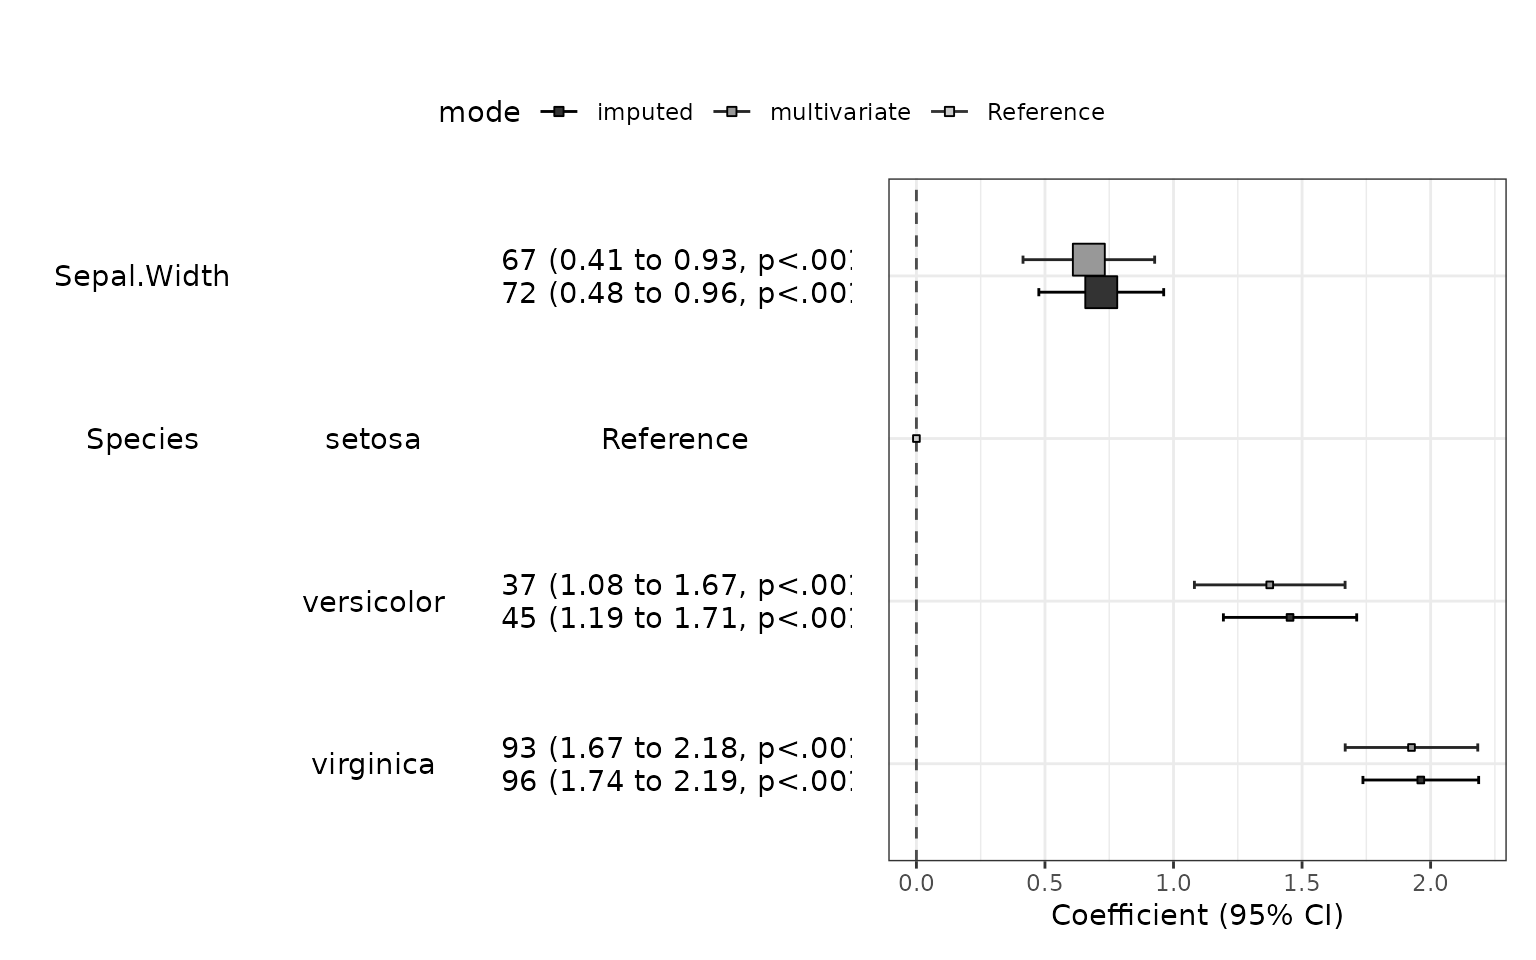 mode imputed multivariate Reference
Sepal.Width
67 (0.41 to 0.93, p<.00
72 (0.48 to 0.96, p<.00
Species setosa Reference
versicolor
37 (1.08 to 1.67, p<.00
45 (1.19 to 1.71, p<.00
virginica
93 (1.67 to 2.18, p<.00
96 (1.74 to 2.19, p<.00
0.0 0.5 1.0 1.5 2.0
Coefficient (95% CI)